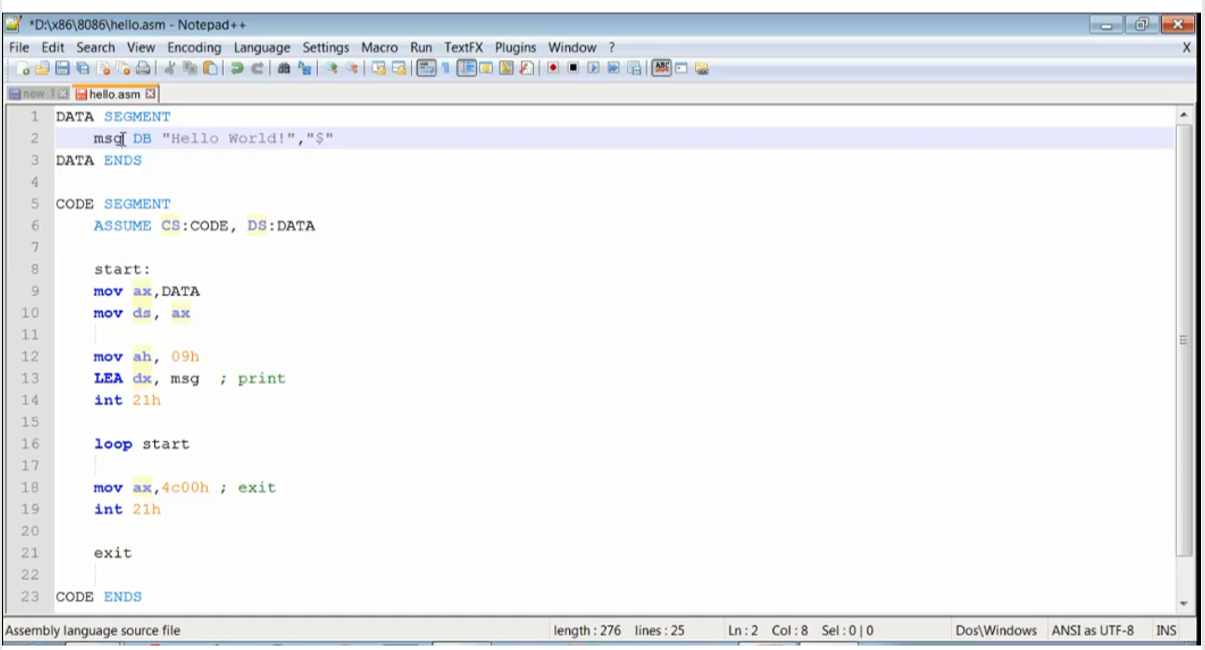 *D:\x86\8086\hello.asm - Notepad++
File Edit Search View Encoding Language Settings Macro Run TextFX Plugins Window ? X
new 1 hello.asm
1 DATA SEGMENT
2 msg DB "Hello World!","$"
3 DATA ENDS
4
5 CODE SEGMENT
6 ASSUME CS:CODE, DS:DATA
7
8 start:
9 mov ax,DATA
10 mov ds, ax
11
12 mov ah, 09h
13 LEA dx, msg ; print
14 int 21h
15
16 loop start
17
18 mov ax,4c00h ; exit
19 int 21h
20
21 exit
22
23 CODE ENDS
Assembly language source file length : 276 lines : 25 Ln : 2 Col : 8 Sel : 0 | 0 Dos\Windows ANSI as UTF-8 INS